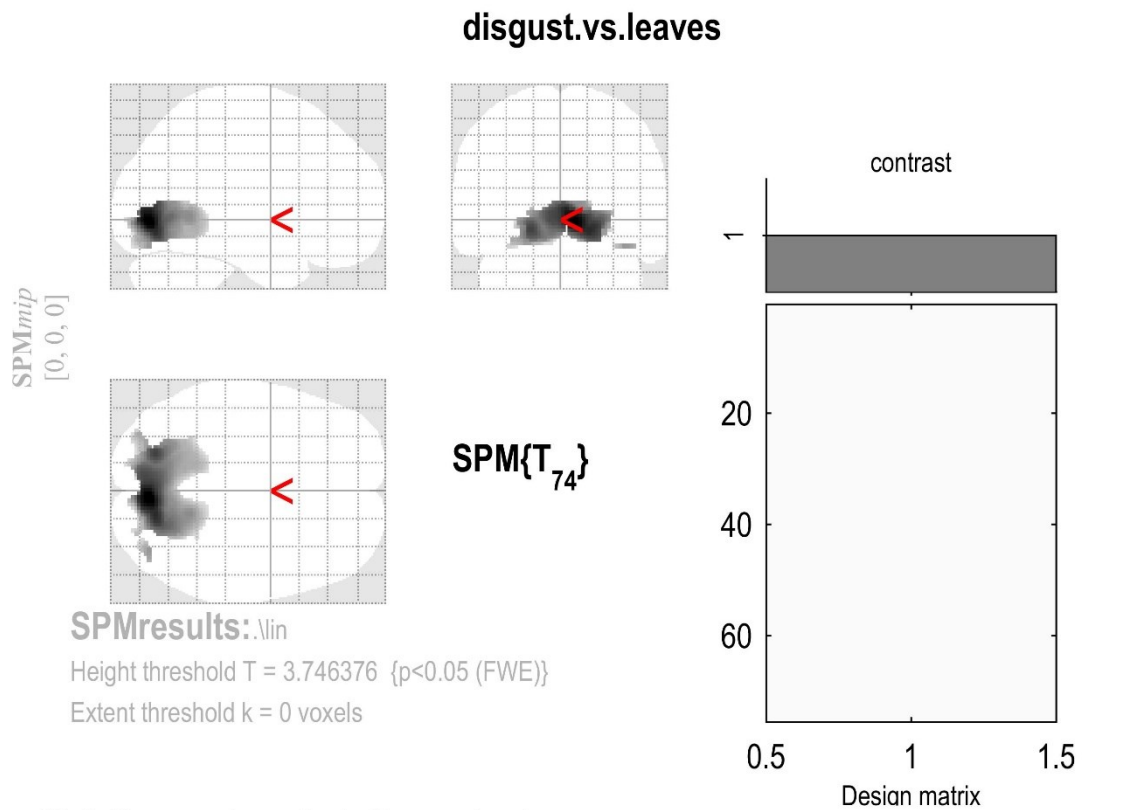 disgust.vs.leaves
SPMmip
[0, 0, 0]
<
<
<
SPM{T74}
SPMresults:.\lin
Height threshold T = 3.746376 {p<0.05 (FWE)}
Extent threshold k = 0 voxels
contrast
1
20
40
60
0.5 1 1.5
Design matrix